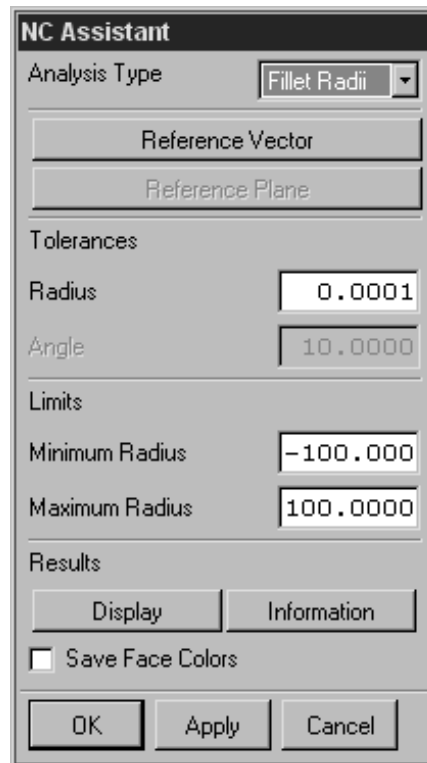 NC Assistant
Analysis Type Fillet Radii
Reference Vector
Reference Plane
Tolerances
Radius 0.0001
Angle 10.0000
Limits
Minimum Radius -100.000
Maximum Radius 100.0000
Results
Display Information
Save Face Colors
OK Apply Cancel